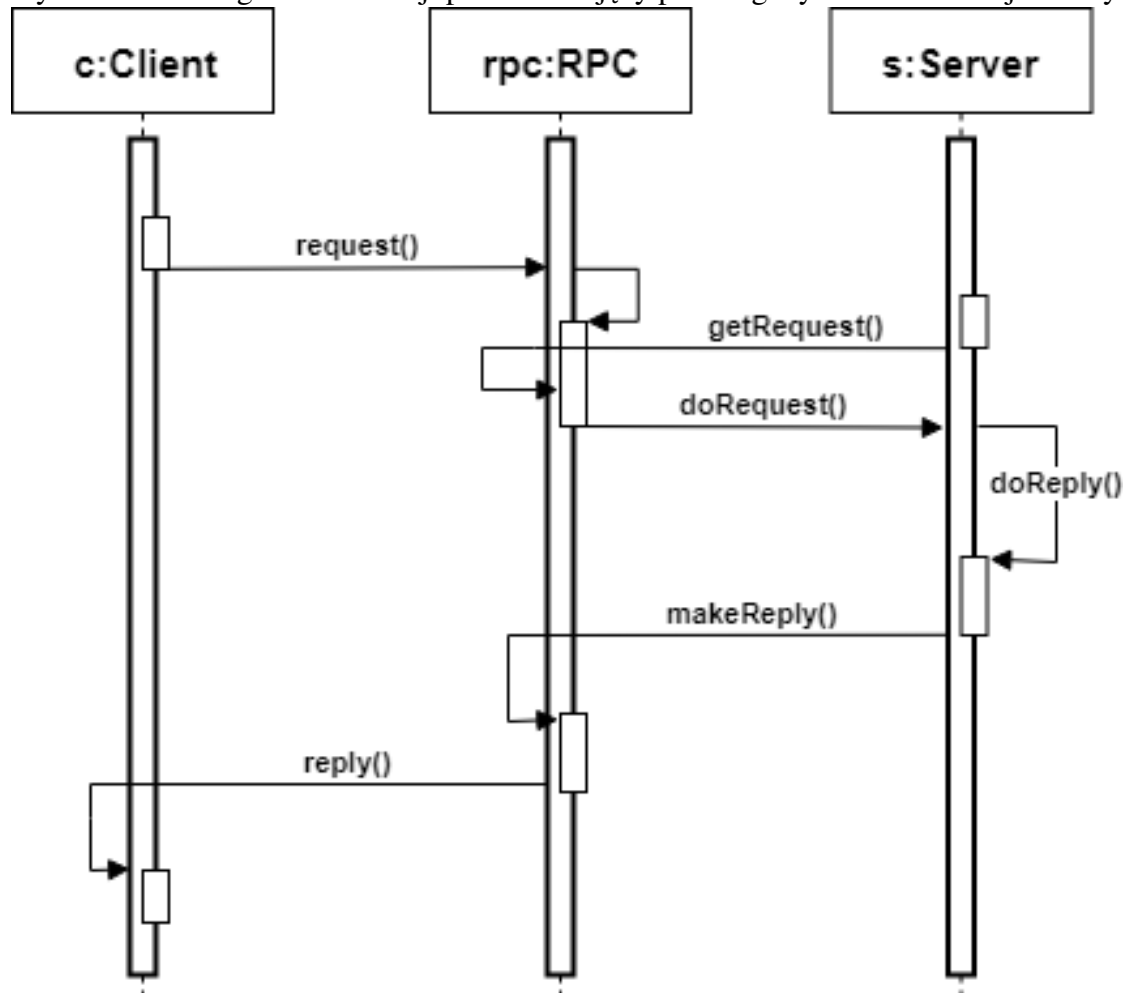 c:Client
rpc:RPC
s:Server
request()
getRequest()
doRequest()
doReply()
makeReply()
reply()